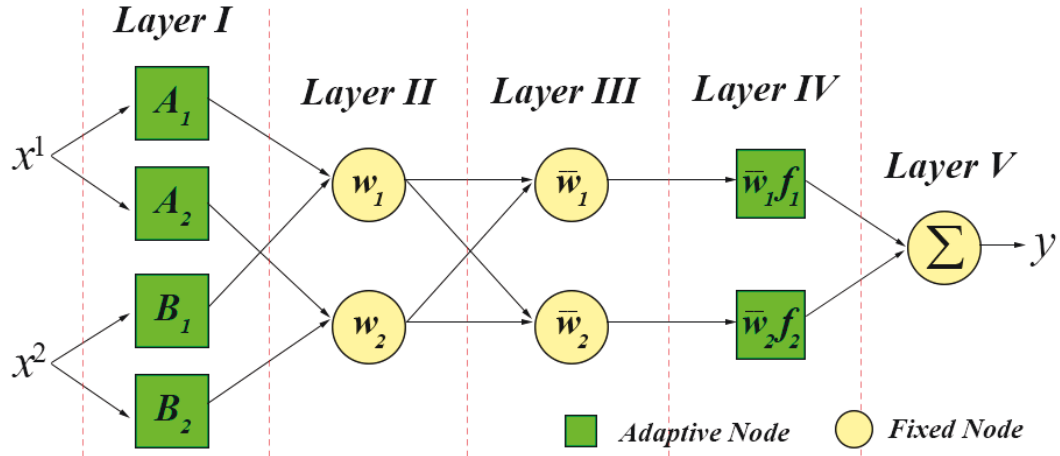 Layer I
Layer II
Layer III
Layer IV
Layer V
x¹
x²
A₁
A₂
B₁
B₂
w₁
w₂
w̅₁
w̅₂
w̅₁f₁
w̅₂f₂
Σ
y
Adaptive Node
Fixed Node